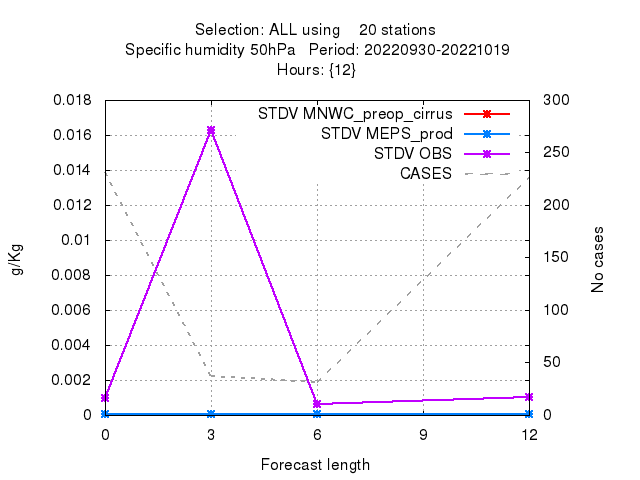 Selection: ALL using 20 stations
Specific humidity 50hPa Period: 20220930-20221019
Hours: {12}
STDV MNWC_preop_cirrus
STDV MEPS_prod
STDV OBS
CASES
0.018
0.016
0.014
0.012
0.01
0.008
0.006
0.004
0.002
0
g/Kg
300
250
200
150
100
50
0
No cases
0 3 6 9 12
Forecast length